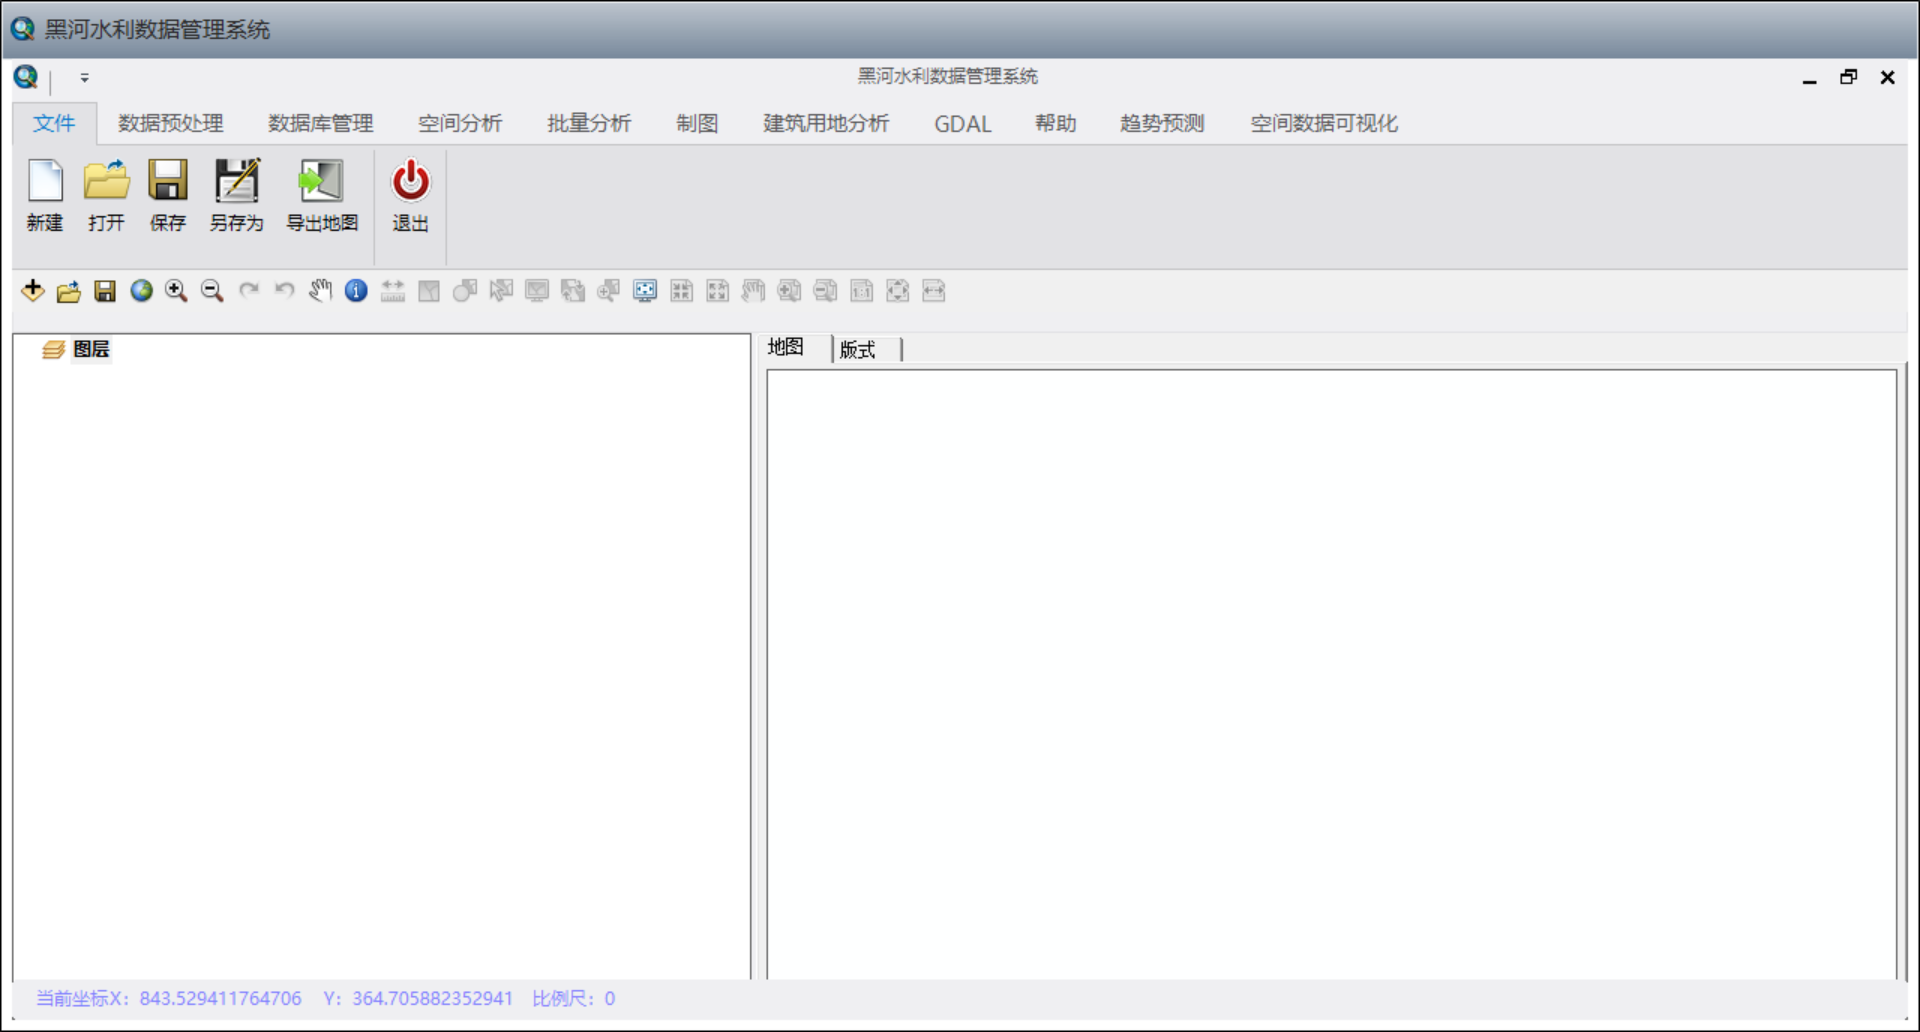 黑河水利数据管理系统
黑河水利数据管理系统
文件 数据预处理 数据库管理 空间分析 批量分析 制图 建筑用地分析 GDAL 帮助 趋势预测 空间数据可视化
新建 打开 保存 另存为 导出地图 退出
图层
地图 版式
当前坐标X: 843.529411764706 Y: 364.705882352941 比例尺: 0